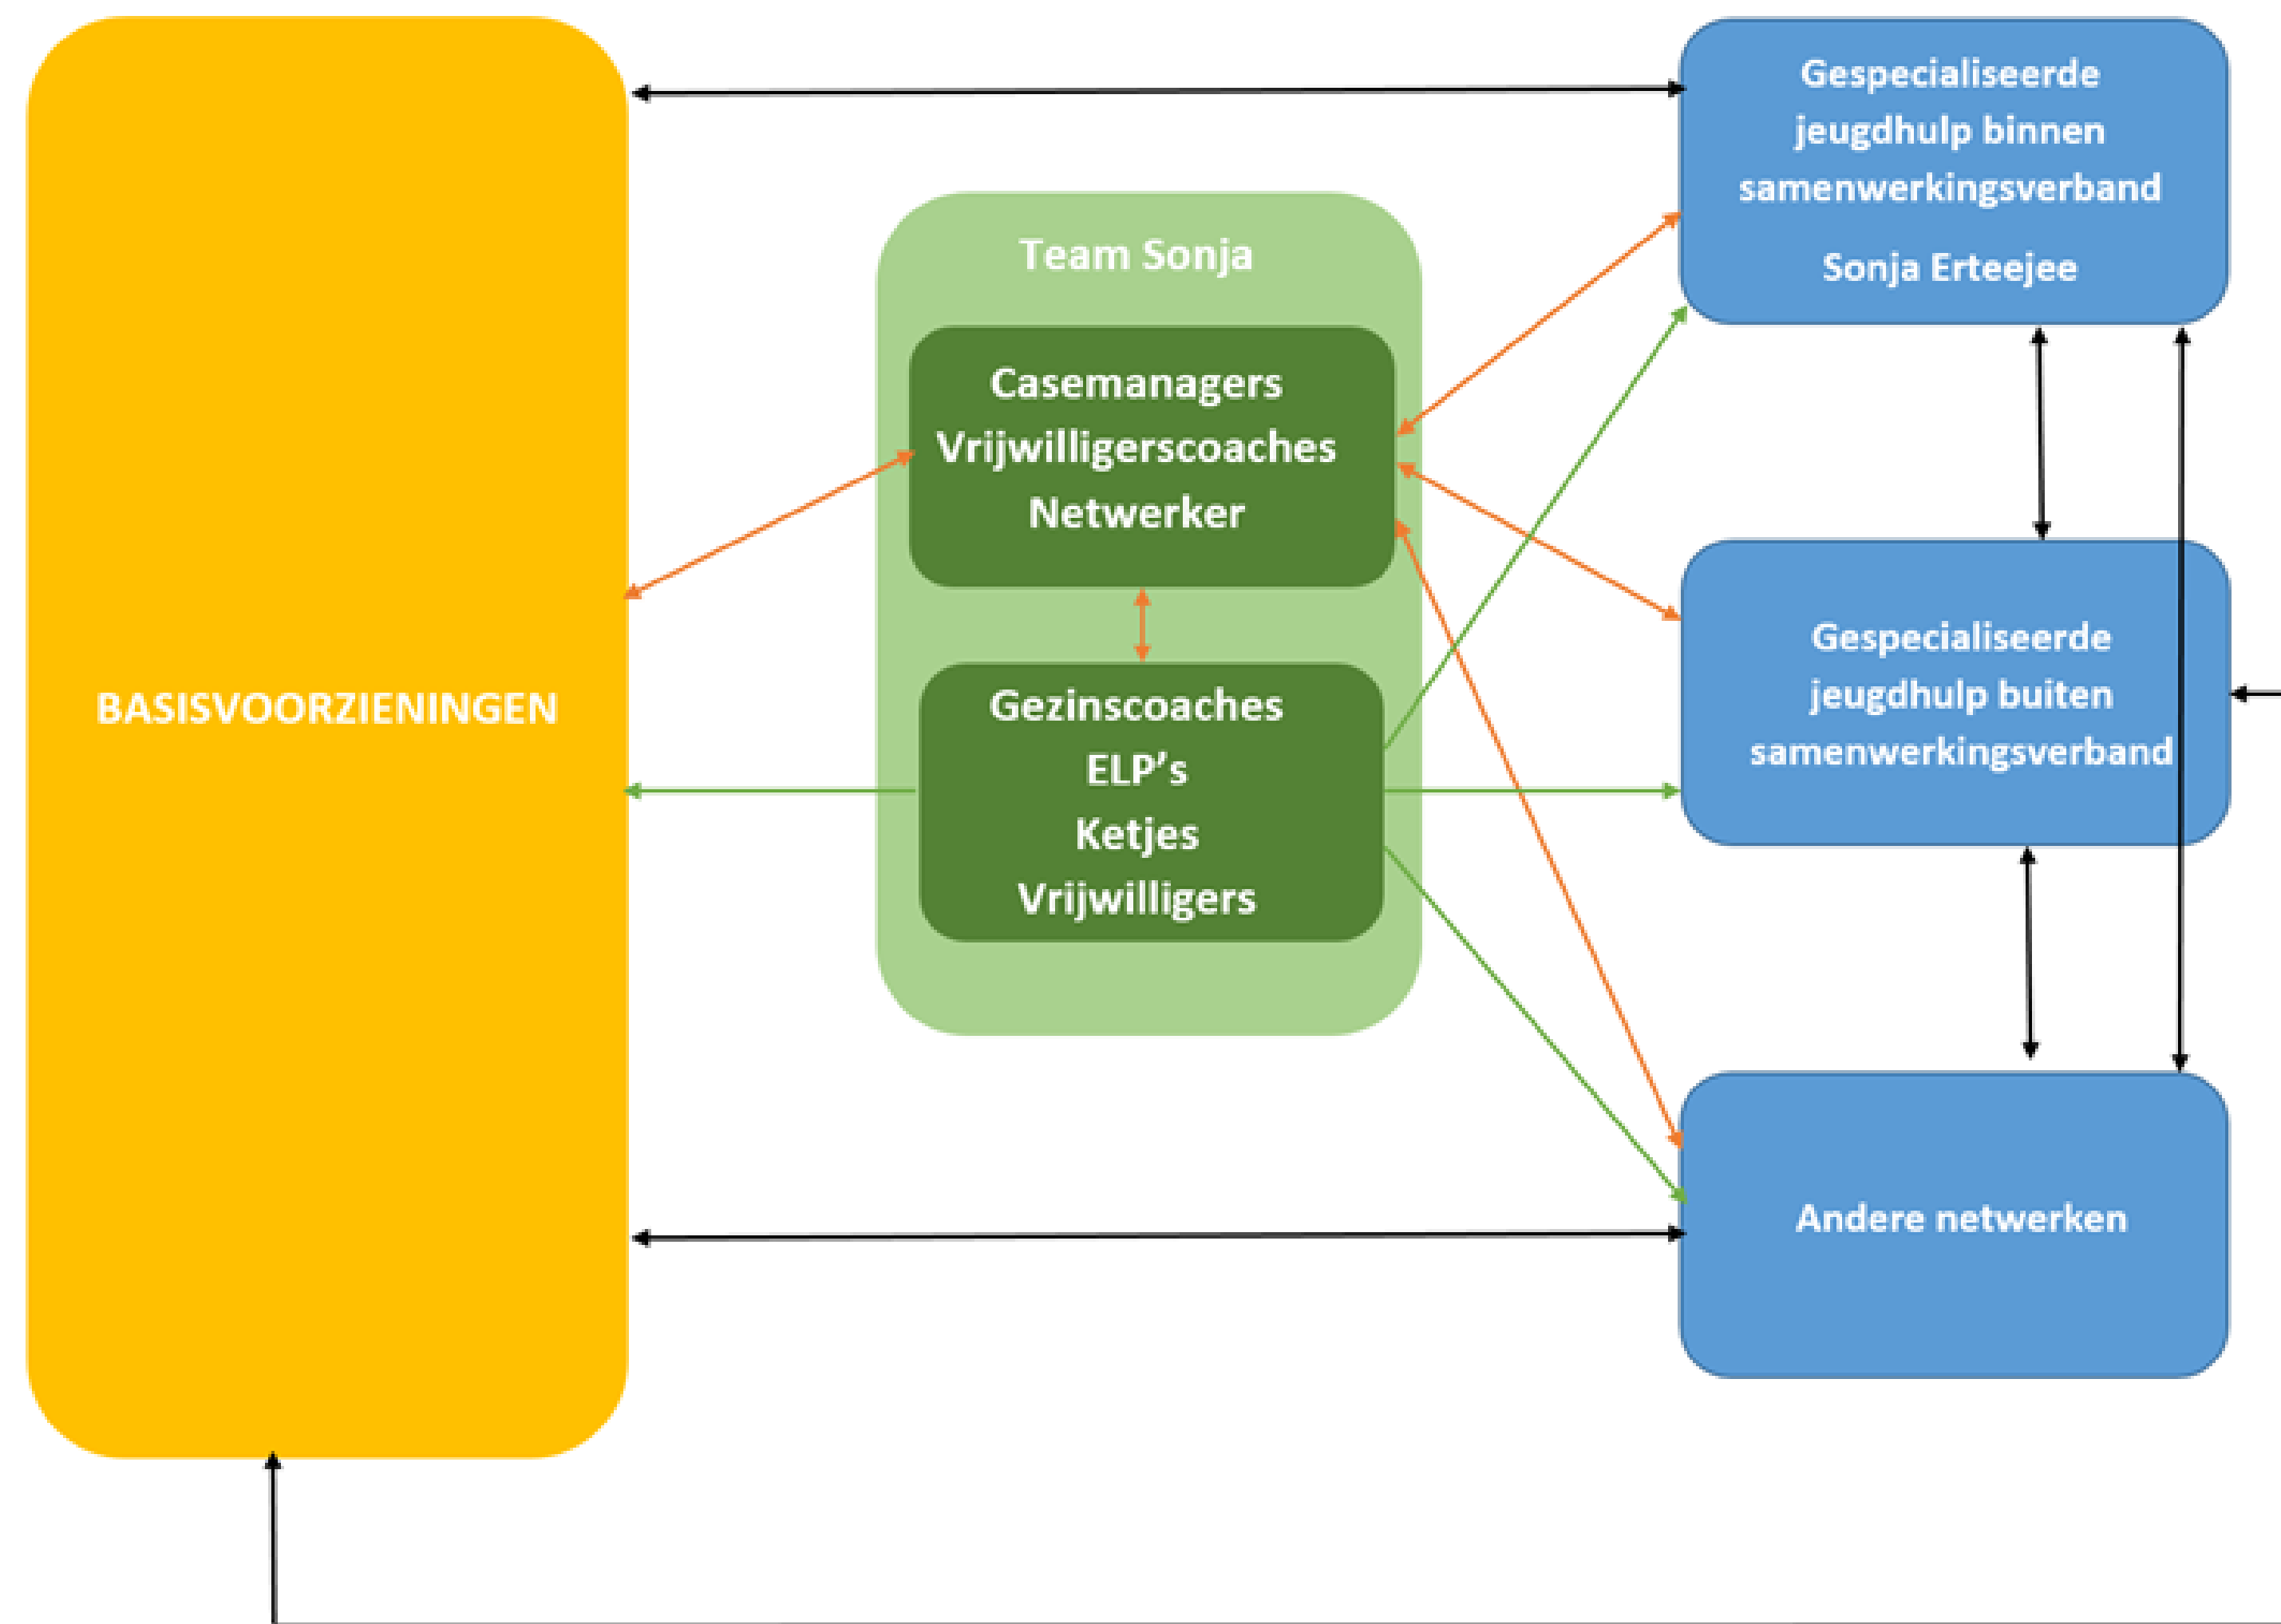 BASISVOORZIENINGEN
Team Sonja
Casemanagers
Vrijwilligerscoaches
Netwerker
Gezinscoaches
ELP’s
Ketjes
Vrijwilligers
Gespecialiseerde
jeugdhulp binnen
samenwerkingsverband
Sonja Erteejee
Gespecialiseerde
jeugdhulp buiten
samenwerkingsverband
Andere netwerken